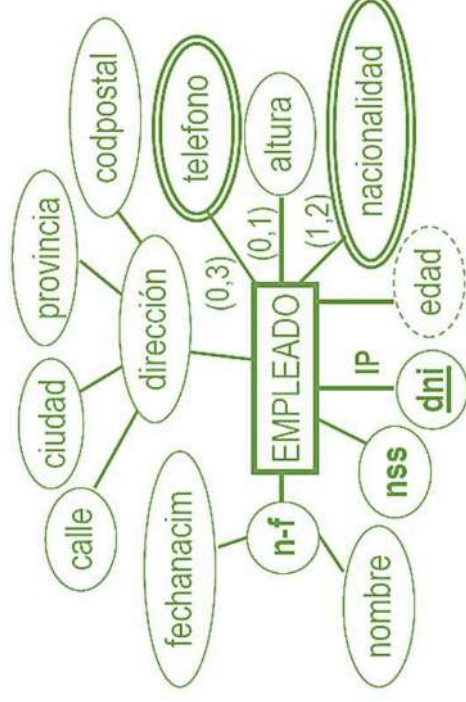 calle
ciudad
provincia
codpostal
dirección
fechanacim
n-f
nombre
nss
dni
IP
EMPLEADO
edad
(0,3)
telefono
(0,1)
altura
(1,2)
nacionalidad